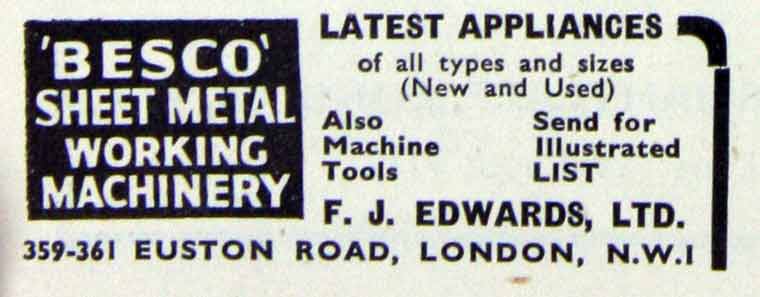 'BESCO'
SHEET METAL
WORKING
MACHINERY
LATEST APPLIANCES
of all types and sizes
(New and Used)
Also
Machine
Tools
Send for
Illustrated
LIST
F. J. EDWARDS, LTD.
359-361 EUSTON ROAD, LONDON, N.W.1